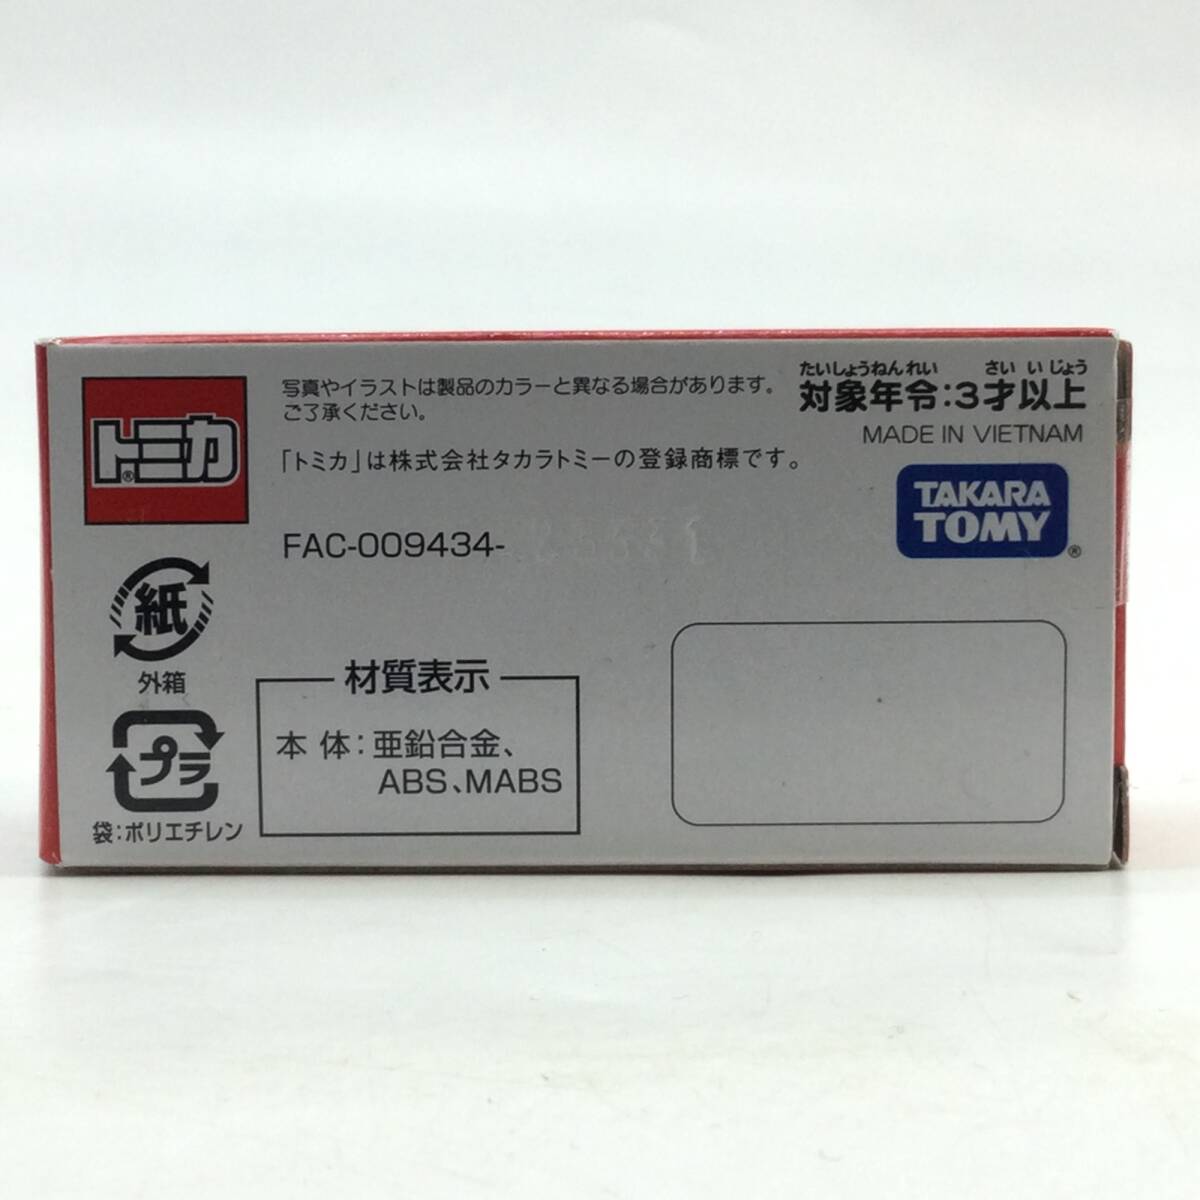 トミカ®
写真やイラストは製品のカラーと異なる場合があります。
ご了承ください。
「トミカ」は株式会社タカラトミーの登録商標です。
FAC-009434-
たいしょうねんれい さい いじょう
対象年令:3才以上
MADE IN VIETNAM
TAKARA
TOMY®
紙
外箱
プラ
袋:ポリエチレン
材質表示
本体:亜鉛合金、
ABS、MABS